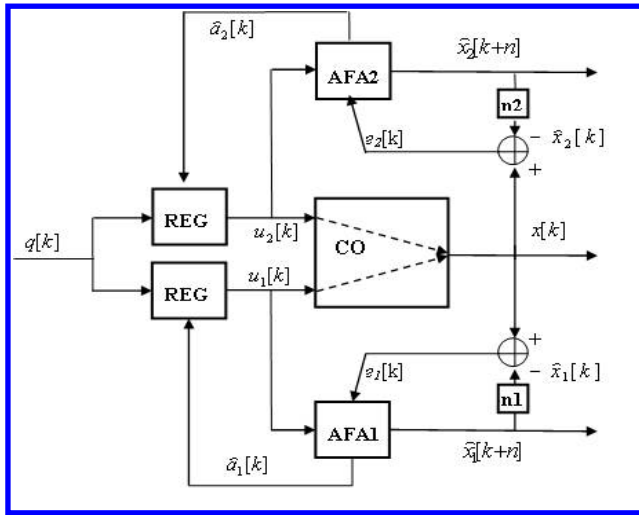 â₂[k]
x̂₂[k+n]
AFA2
n2
e₂[k]
− x̂₂[k]
+
REG
q[k]
u₂[k]
CO
x[k]
REG
u₁[k]
+
e₁[k]
− x̂₁[k]
n1
AFA1
â₁[k]
x̂₁[k+n]